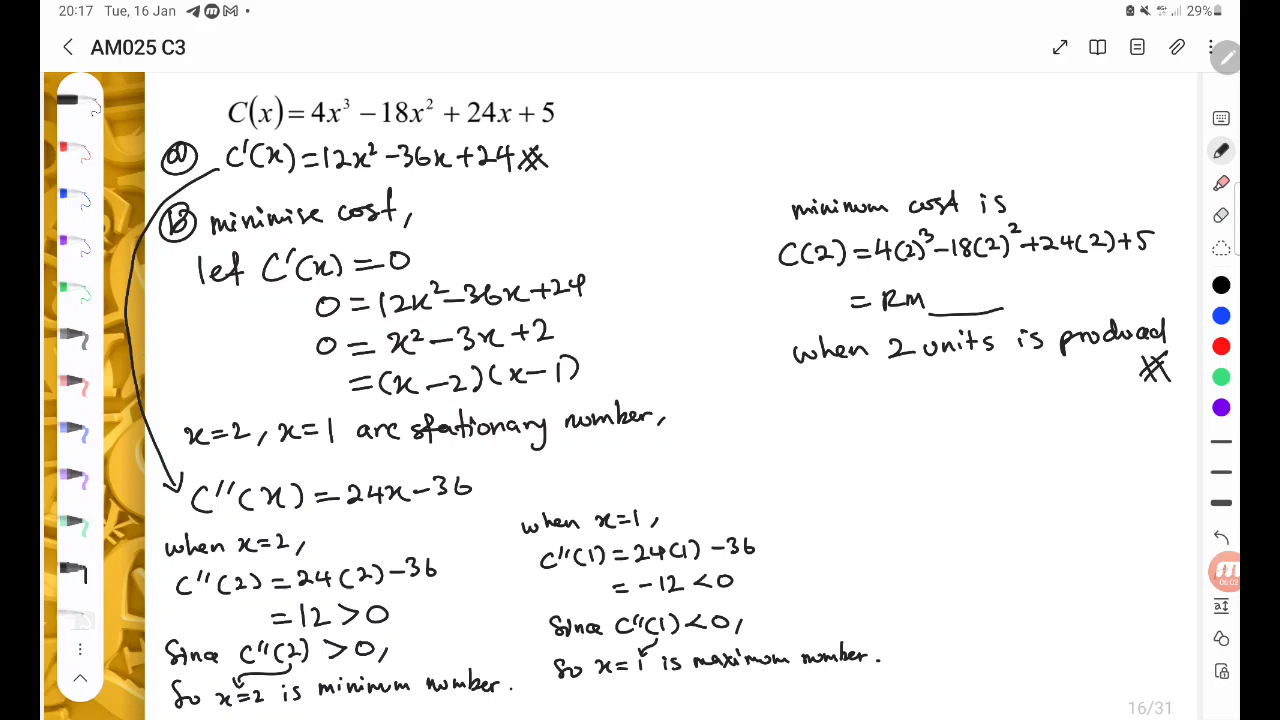 20:17 Tue, 16 Jan
29%
AM025 C3
C(x) = 4x³ − 18x² + 24x + 5
(a) C'(x) = 12x² − 36x + 24
(b) minimise cost,
let C'(x) = 0
0 = 12x² − 36x + 24
0 = x² − 3x + 2
= (x − 2)(x − 1)
x = 2, x = 1 are stationary number,
C''(x) = 24x − 36
when x = 2,
C''(2) = 24(2) − 36
= 12 > 0
Since C''(2) > 0,
So x = 2 is minimum number.
when x = 1,
C''(1) = 24(1) − 36
= −12 < 0
Since C''(1) < 0,
So x = 1 is maximum number.
minimum cost is
C(2) = 4(2)³ − 18(2)² + 24(2) + 5
= RM ______
when 2 units is produced
06:02
16/31